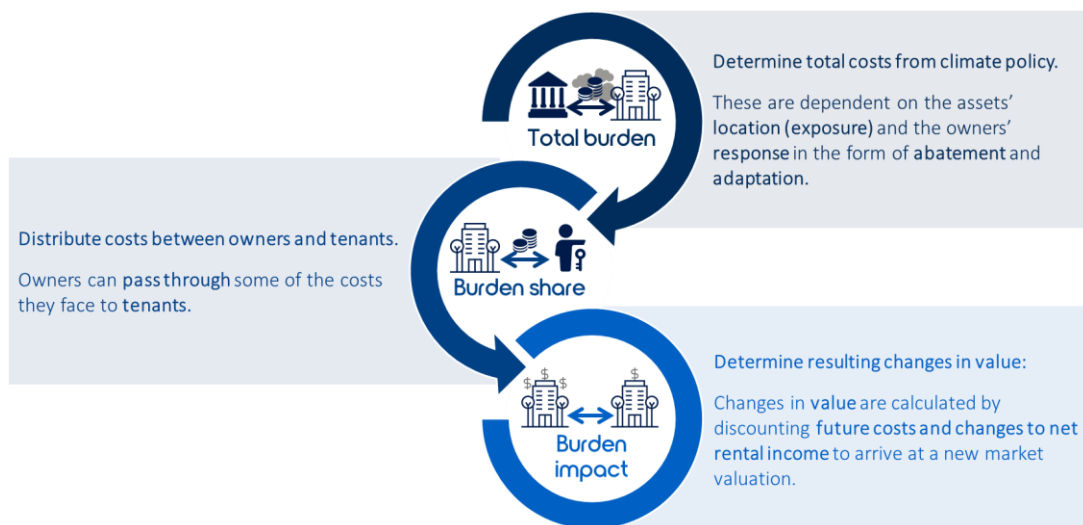 Determine total costs from climate policy.
These are dependent on the assets'
location (exposure) and the owners'
response in the form of abatement and
adaptation.
Total burden
Distribute costs between owners and tenants.
Owners can pass through some of the costs
they face to tenants.
Burden share
$ $ $
$
Burden
impact
Determine resulting changes in value:
Changes in value are calculated by
discounting future costs and changes to net
rental income to arrive at a new market
valuation.